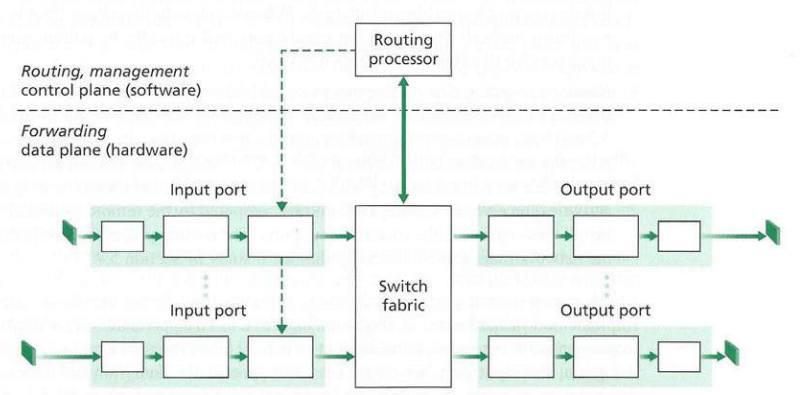 Routing
processor
Routing, management
control plane (software)
Forwarding
data plane (hardware)
Input port
Output port
Switch
fabric
Input port
Output port